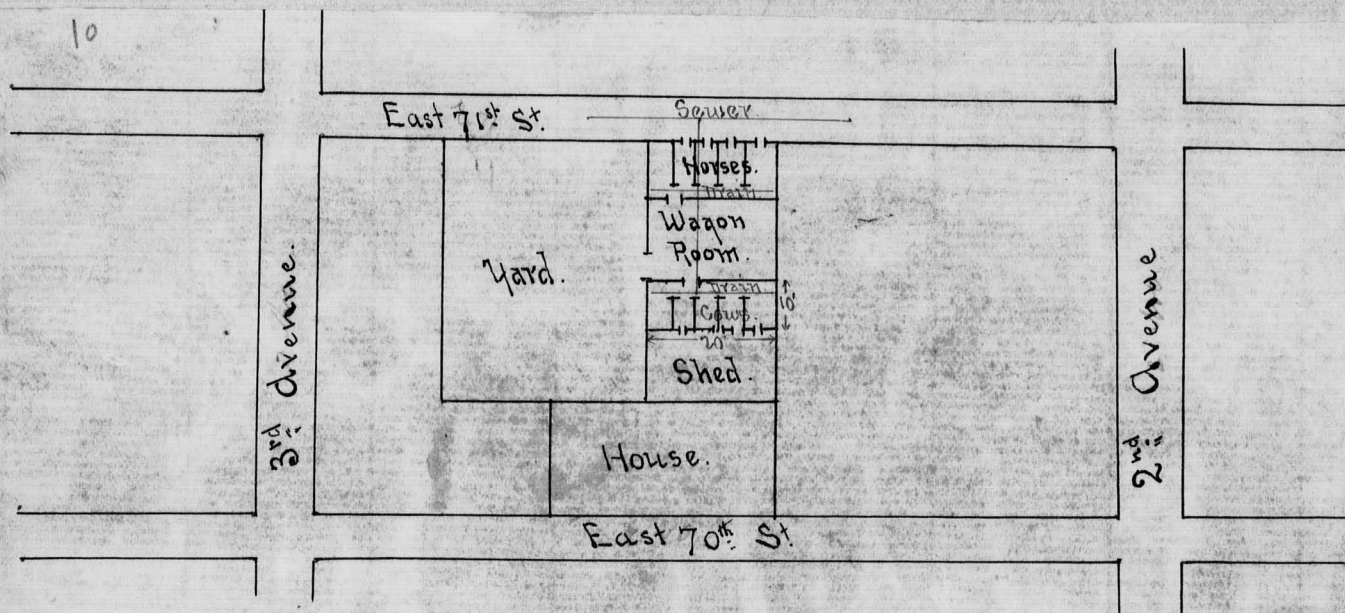 10
East 71st St.
Sewer
Horses.
Drain
Wagon
Room.
Yard.
Drain
10'
Cows.
20'
Shed.
3rd Avenue.
2nd Avenue
House.
East 70th St.